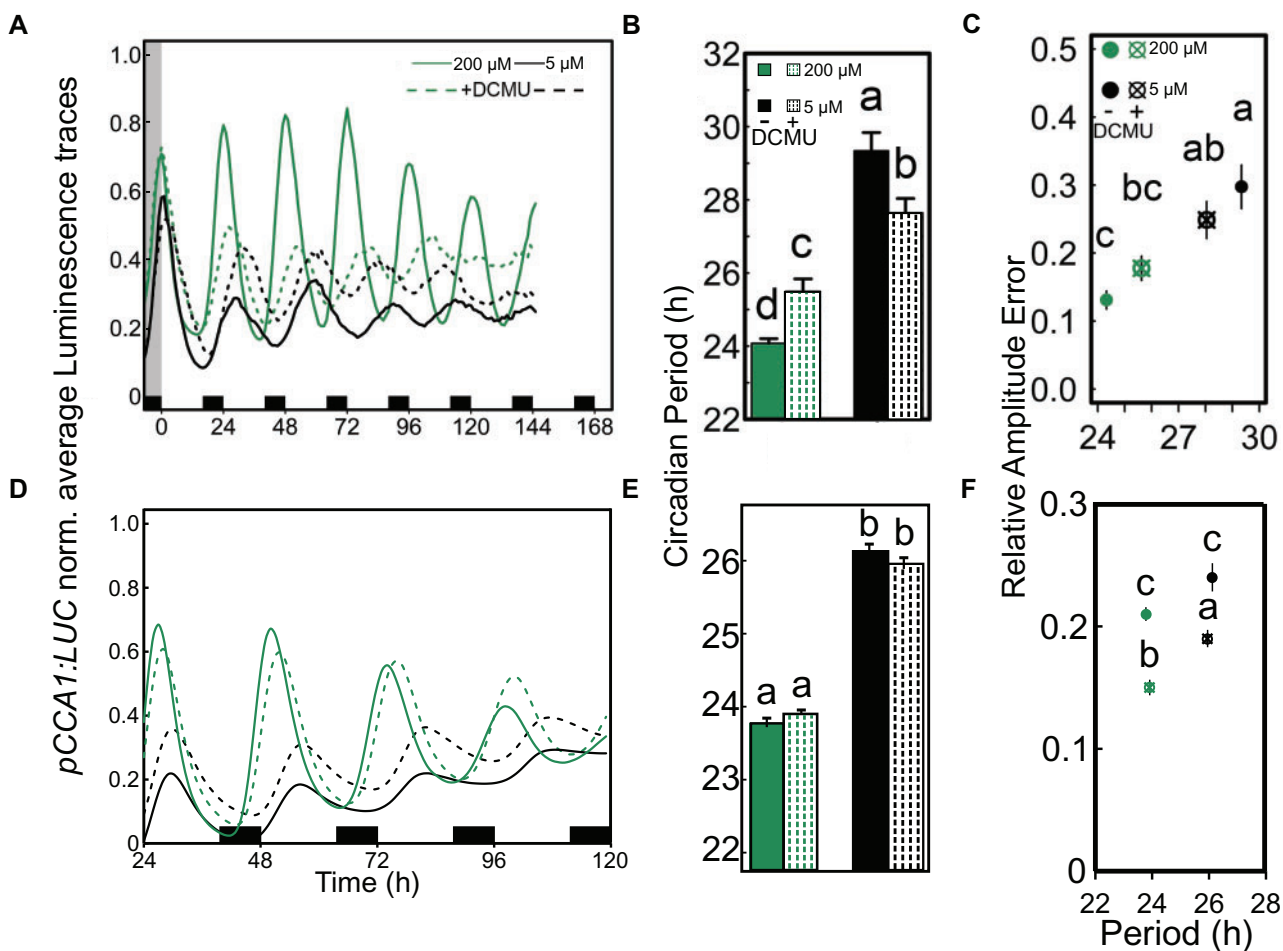 A
pCCA1:LUC norm. average Luminescence traces
1.0
0.8
0.6
0.4
0.2
0
200 µM 5 µM
+DCMU
0 24 48 72 96 120 144 168
B
Circadian Period (h)
32
30
28
26
24
22
200 µM
5 µM
- +
DCMU
d
c
a
b
C
Relative Amplitude Error
0.5
0.4
0.3
0.2
0.1
0.0
200 µM
5 µM
- +
DCMU
a
ab
bc
c
24 27 30
D
1.0
0.8
0.6
0.4
0.2
0
24 48 72 96 120
Time (h)
E
26
25
24
23
22
a a
b b
F
0.3
0.2
0.1
0
c
c
a
b
22 24 26 28
Period (h)